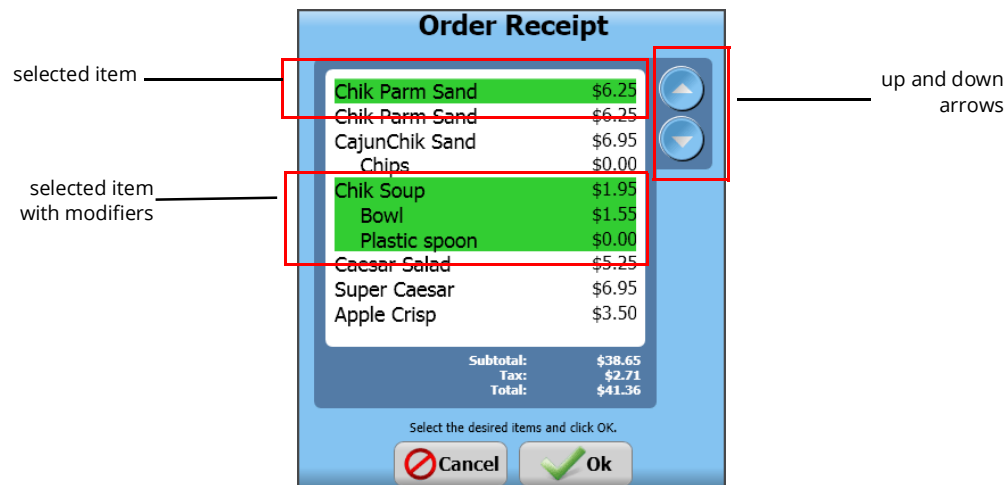 Order Receipt
selected item
Chik Parm Sand $6.25
up and down
arrows
Chik Parm Sand $6.25
CajunChik Sand $6.95
Chips $0.00
selected item
with modifiers
Chik Soup $1.95
Bowl $1.55
Plastic spoon $0.00
Caesar Salad $5.25
Super Caesar $6.95
Apple Crisp $3.50
Subtotal: $38.65
Tax: $2.71
Total: $41.36
Select the desired items and click OK.
Cancel Ok